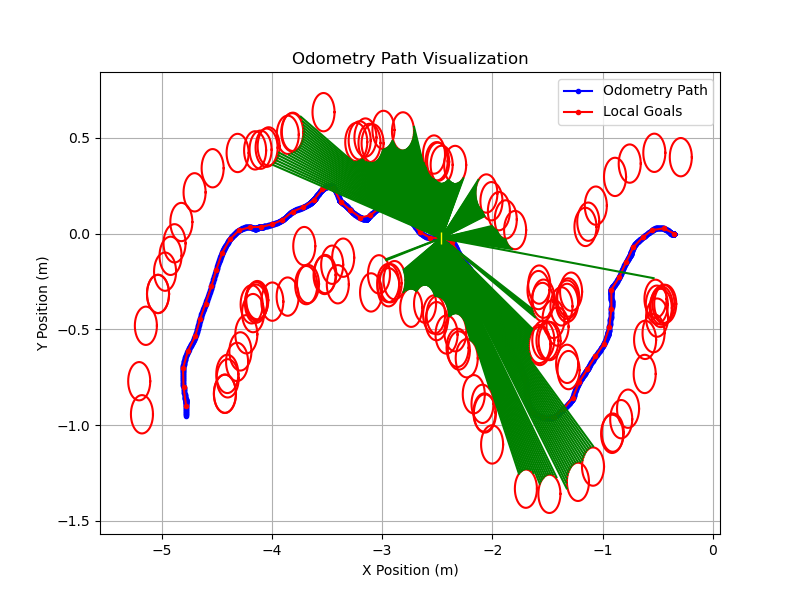 Odometry Path Visualization
Odometry Path
Local Goals
Y Position (m)
0.5
0.0
−0.5
−1.0
−1.5
−5
−4
−3
−2
−1
0
X Position (m)